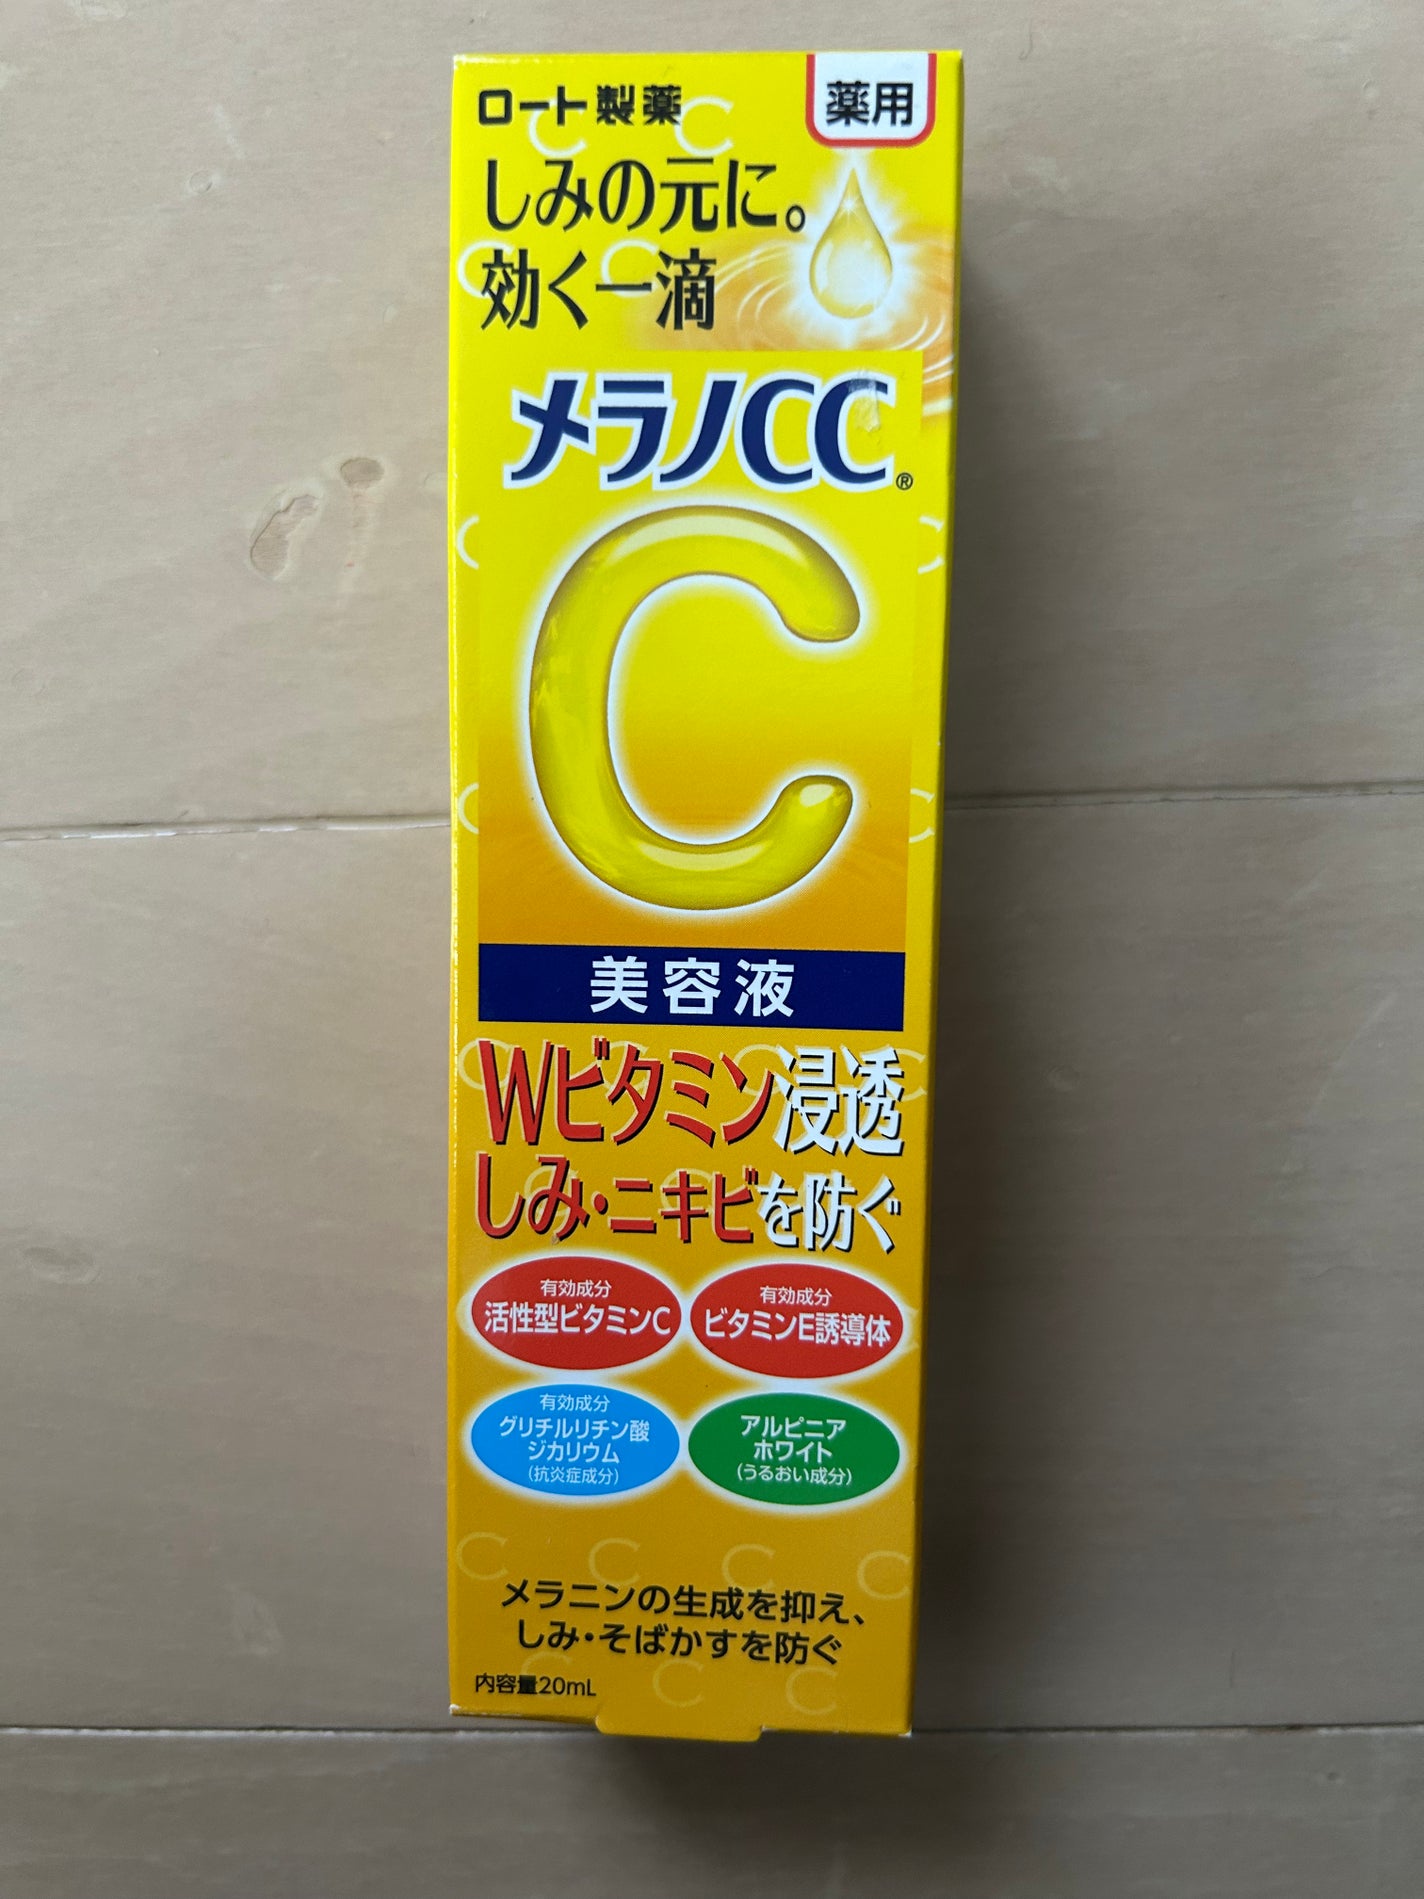 ロート製薬
薬用
しみの元に。
効く一滴
メラノCC®
C
美容液
Wビタミン浸透
しみ・ニキビを防ぐ
有効成分
活性型ビタミンC
有効成分
ビタミンE誘導体
有効成分
グリチルリチン酸
ジカリウム
(抗炎症成分)
アルピニア
ホワイト
(うるおい成分)
メラニンの生成を抑え、
しみ・そばかすを防ぐ
内容量20mL